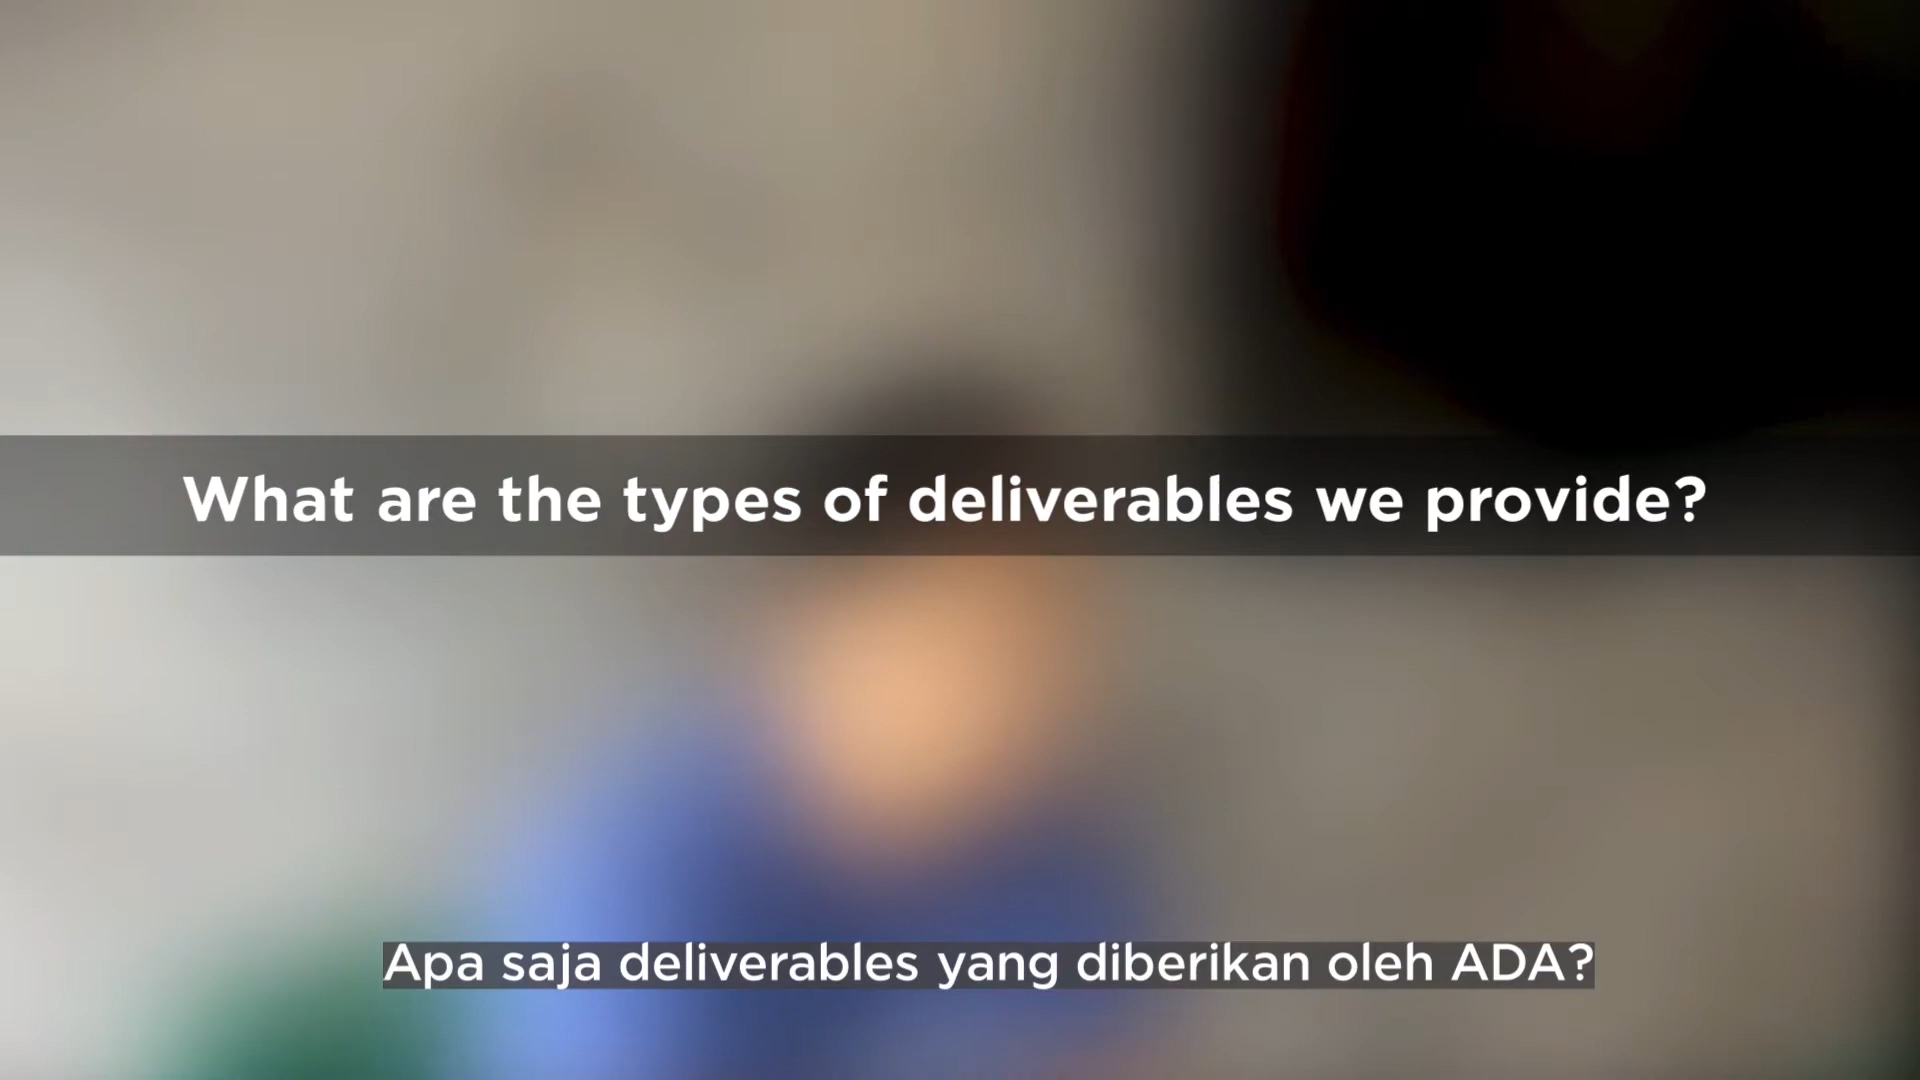 What are the types of deliverables we provide?
Apa saja deliverables yang diberikan oleh ADA?